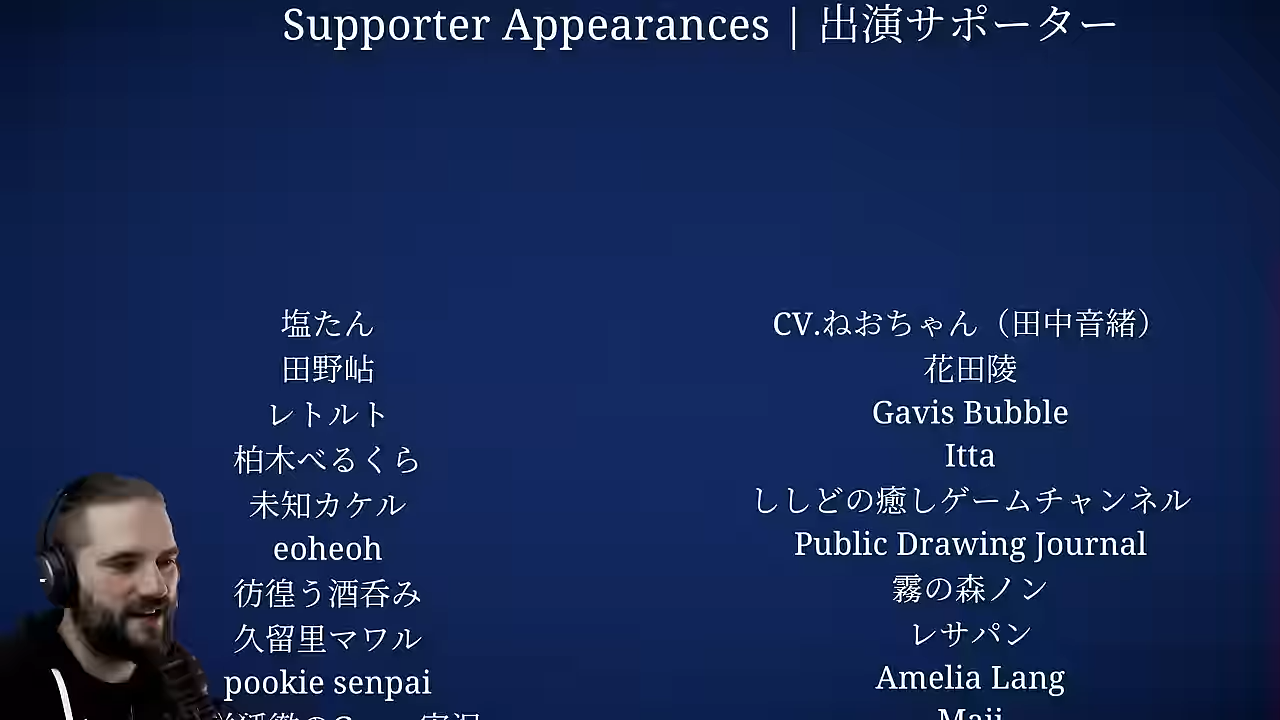 Supporter Appearances | 出演サポーター
塩たん
田野岾
レトルト
柏木べるくら
未知カケル
eoheoh
彷徨う酒呑み
久留里マワル
pookie senpai
CV.ねおちゃん（田中音緒）
花田陵
Gavis Bubble
Itta
ししどの癒しゲームチャンネル
Public Drawing Journal
霧の森ノン
レサパン
Amelia Lang